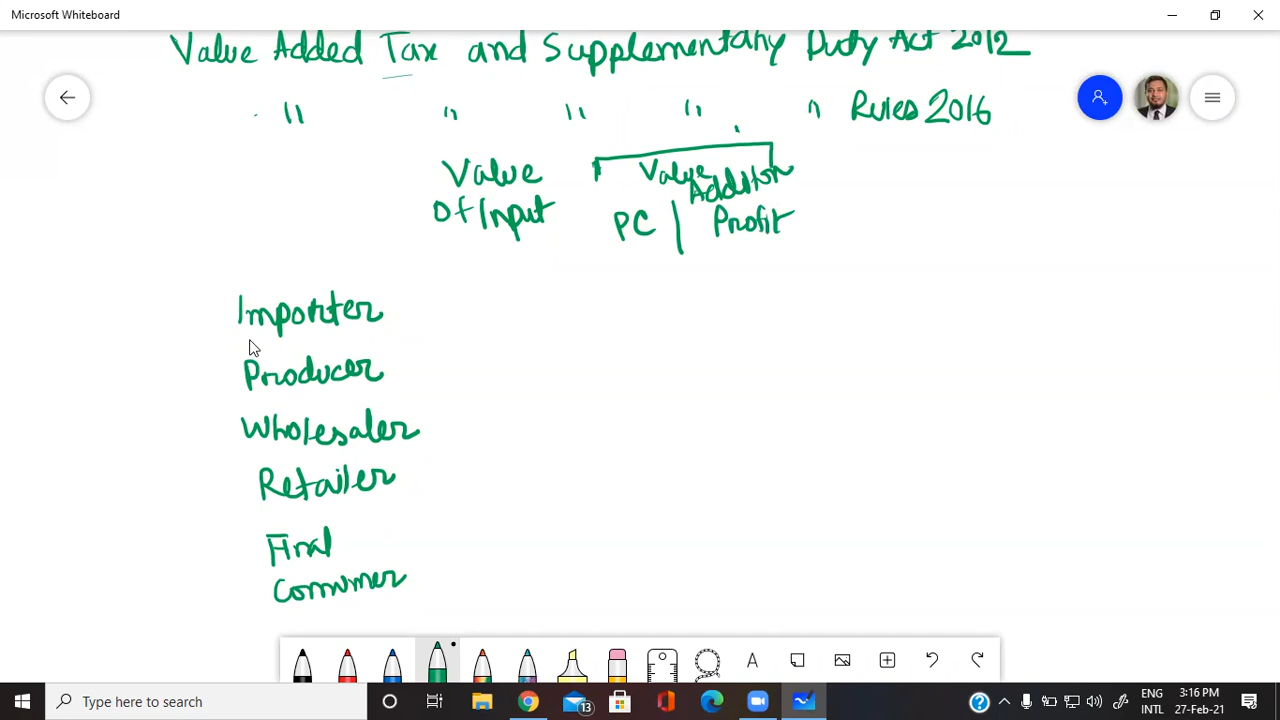 Microsoft Whiteboard
Value Added Tax and Supplementary Duty Act 2012
" " " " " Rules 2016
Value Value Addition
Of Input PC | Profit
Importer
Producer
Wholesaler
Retailer
Final
Consumer
A
Type here to search
13
ENG
INTL
3:16 PM
27-Feb-21